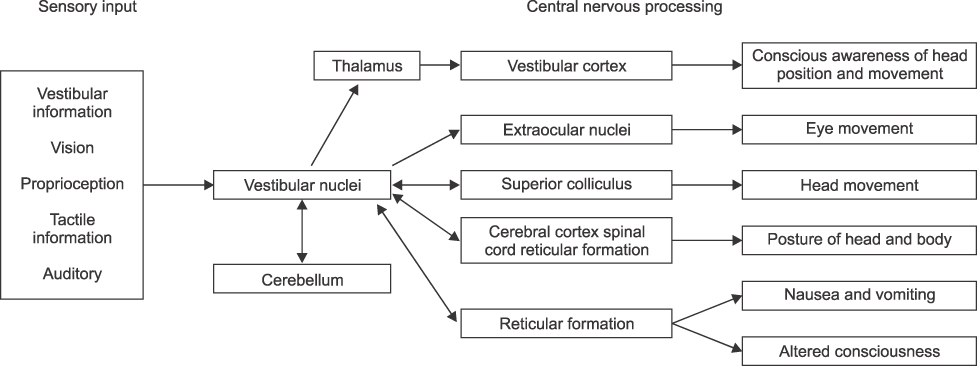 Sensory input
Central nervous processing
Vestibular
information
Vision
Proprioception
Tactile
information
Auditory
Vestibular nuclei
Cerebellum
Thalamus
Vestibular cortex
Conscious awareness of head
position and movement
Extraocular nuclei
Eye movement
Superior colliculus
Head movement
Cerebral cortex spinal
cord reticular formation
Posture of head and body
Reticular formation
Nausea and vomiting
Altered consciousness